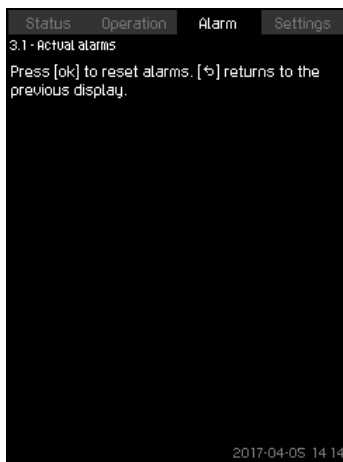 Status Operation Alarm Settings
3.1 - Actual alarms
Press [ok] to reset alarms. [⮌] returns to the
previous display.
2017-04-05 14:14